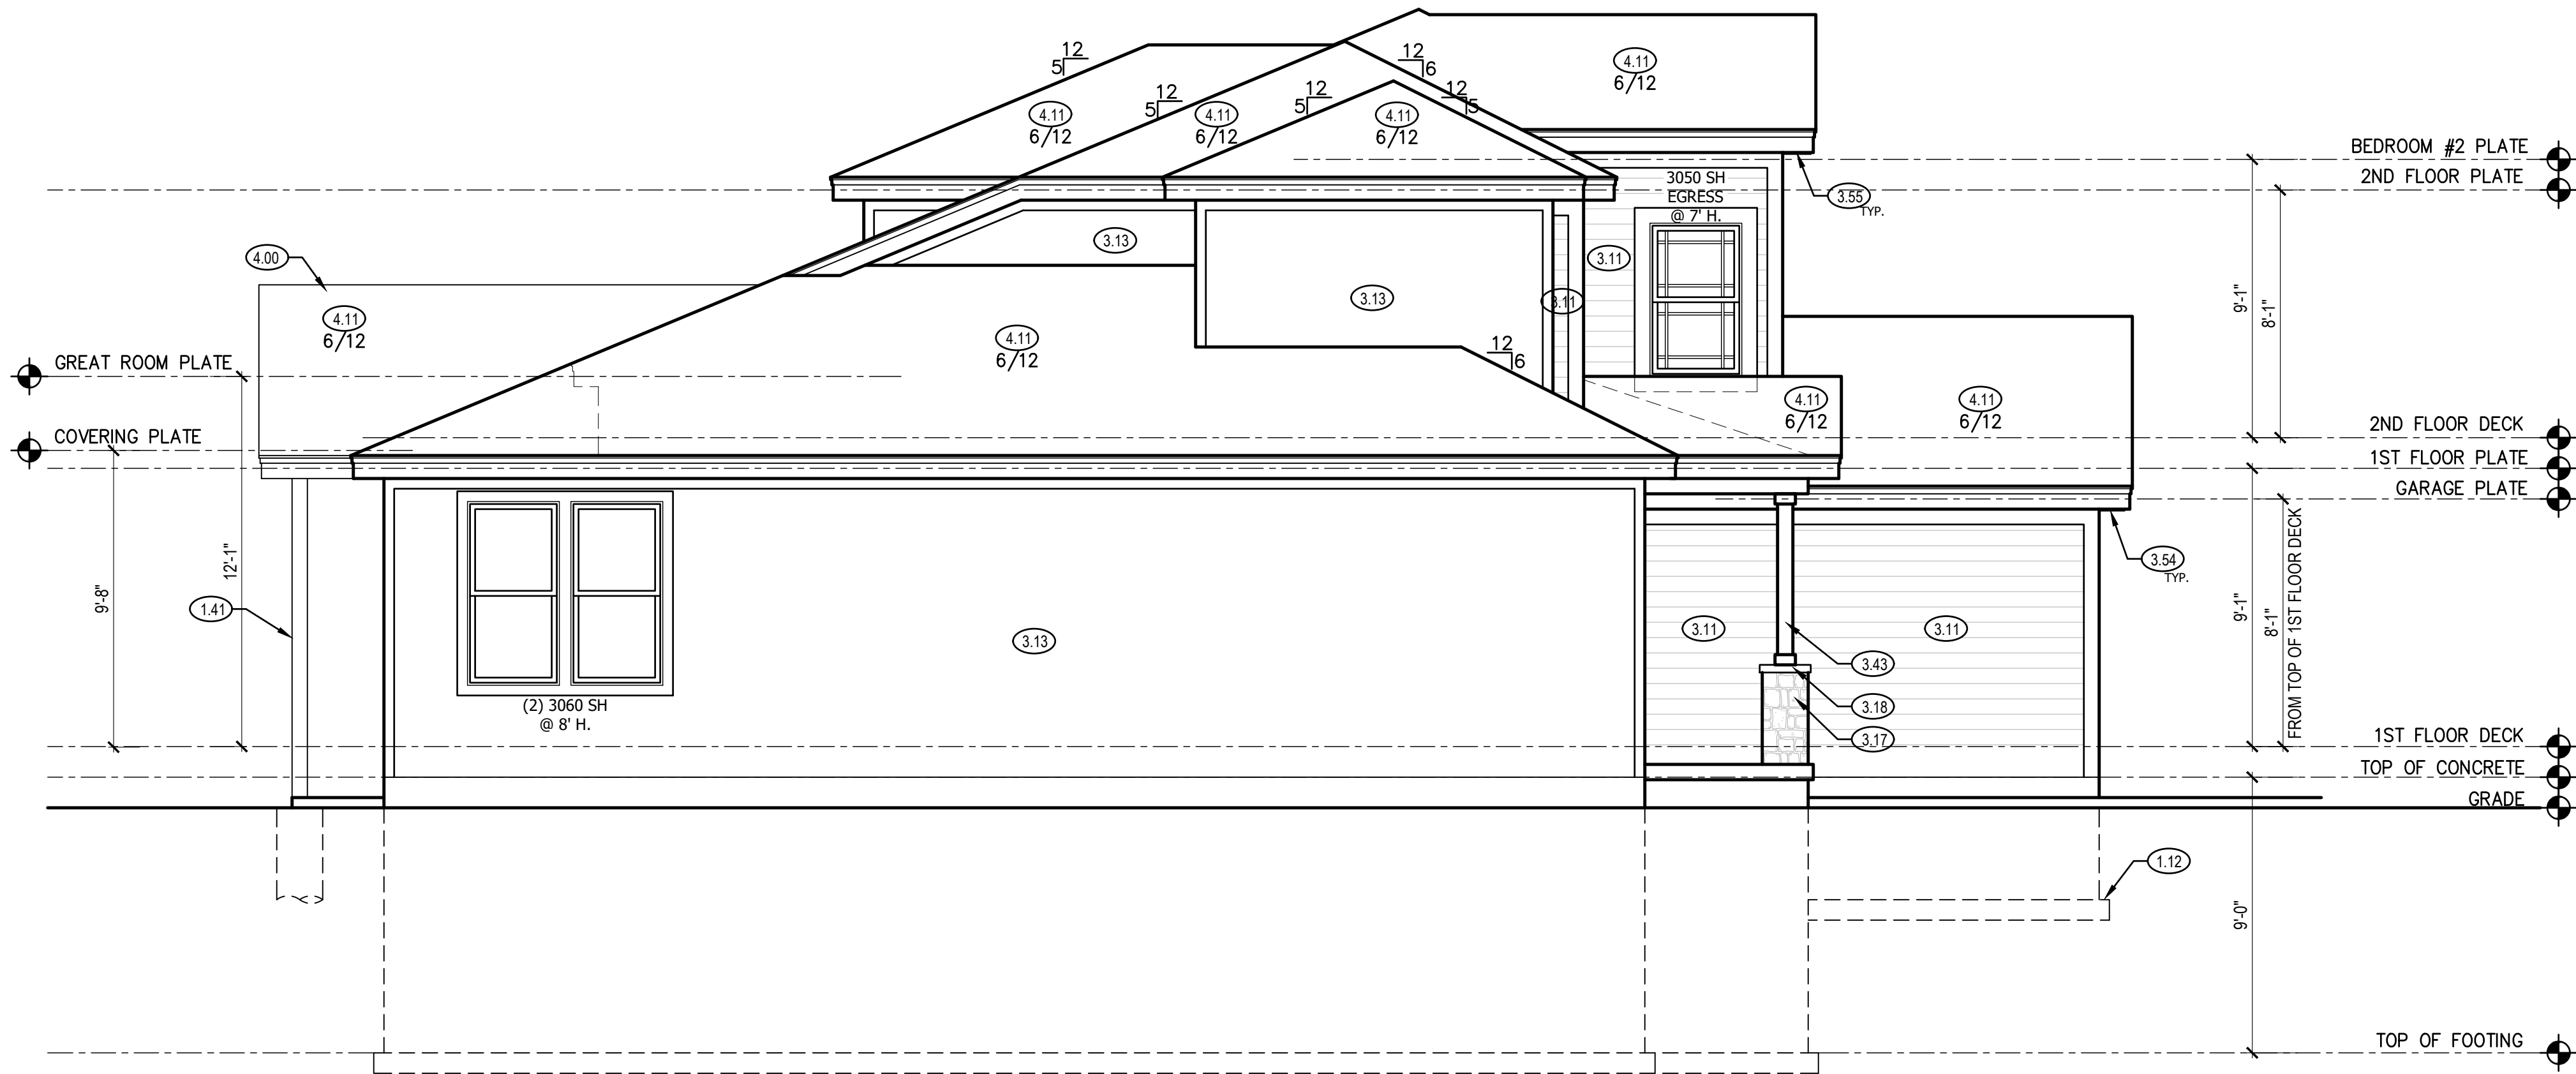 12
5
12
6
4.11
6/12
12
5
12
5
12
5
4.11
6/12
4.11
6/12
4.11
6/12
BEDROOM #2 PLATE
2ND FLOOR PLATE
3050 SH
EGRESS
@ 7' H.
3.55
TYP.
4.00
3.13
3.11
3.13
3.11
9'-1"
8'-1"
4.11
6/12
4.11
6/12
12
6
GREAT ROOM PLATE
4.11
6/12
4.11
6/12
COVERING PLATE
2ND FLOOR DECK
1ST FLOOR PLATE
GARAGE PLATE
3.54
TYP.
9'-8"
12'-1"
1.41
3.13
3.11
3.11
9'-1"
8'-1"
FROM TOP OF 1ST FLOOR DECK
3.43
3.18
3.17
(2) 3060 SH
@ 8' H.
1ST FLOOR DECK
TOP OF CONCRETE
GRADE
1.12
9'-0"
TOP OF FOOTING